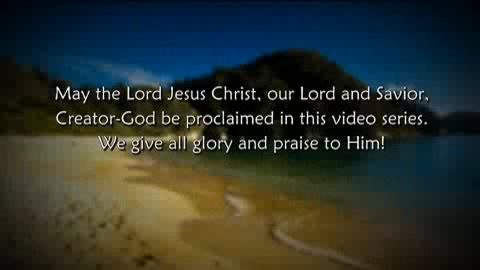 May the Lord Jesus Christ, our Lord and Savior,
Creator-God be proclaimed in this video series.
We give all glory and praise to Him!